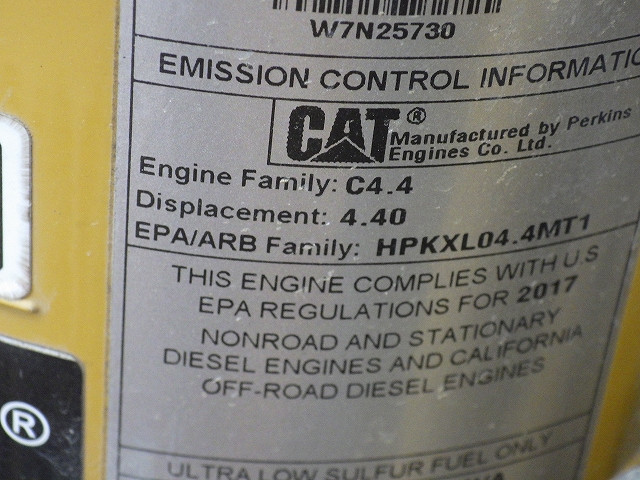 W7N25730
EMISSION CONTROL INFORMATIO
CAT® Manufactured by Perkins
Engines Co. Ltd.
Engine Family: C4.4
Displacement: 4.40
EPA/ARB Family: HPKXL04.4MT1
THIS ENGINE COMPLIES WITH U.S
EPA REGULATIONS FOR 2017
NONROAD AND STATIONARY
DIESEL ENGINES AND CALIFORNIA
OFF-ROAD DIESEL ENGINES
®
ULTRA LOW SULFUR FUEL ONLY